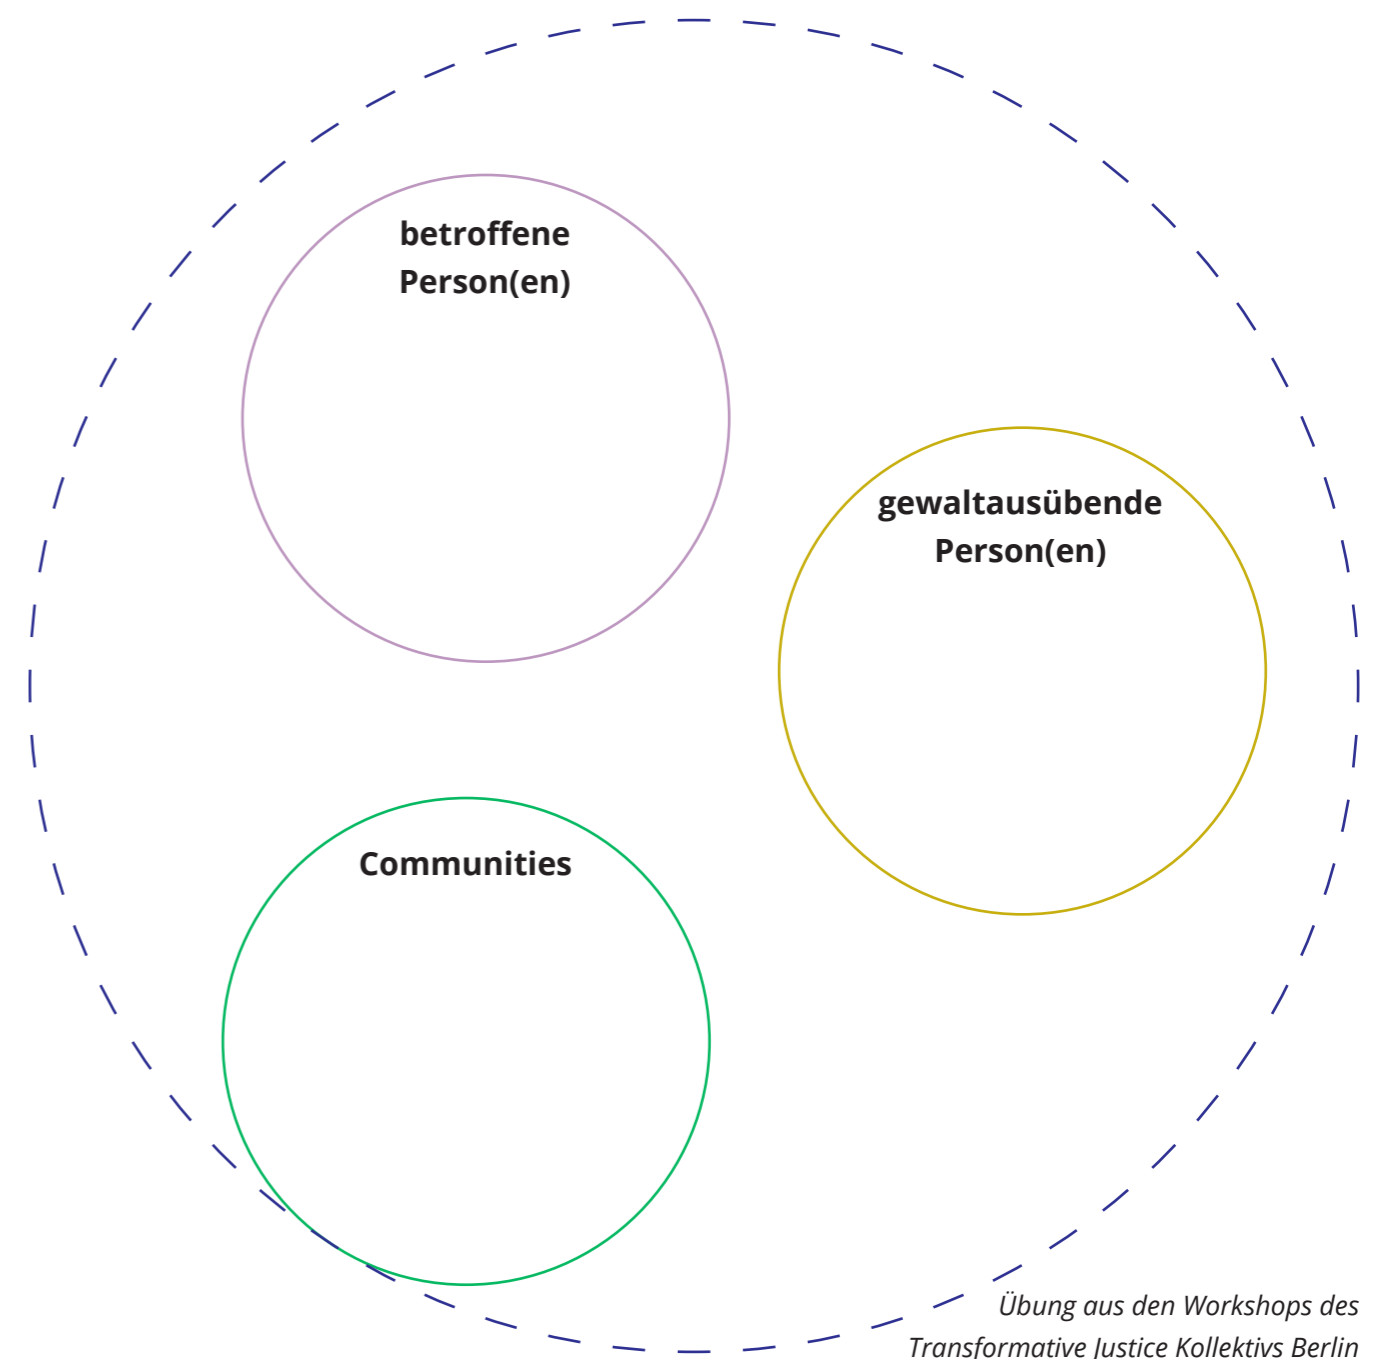 betroffene
Person(en)
gewaltausübende
Person(en)
Communities
Übung aus den Workshops des
Transformative Justice Kollektivs Berlin